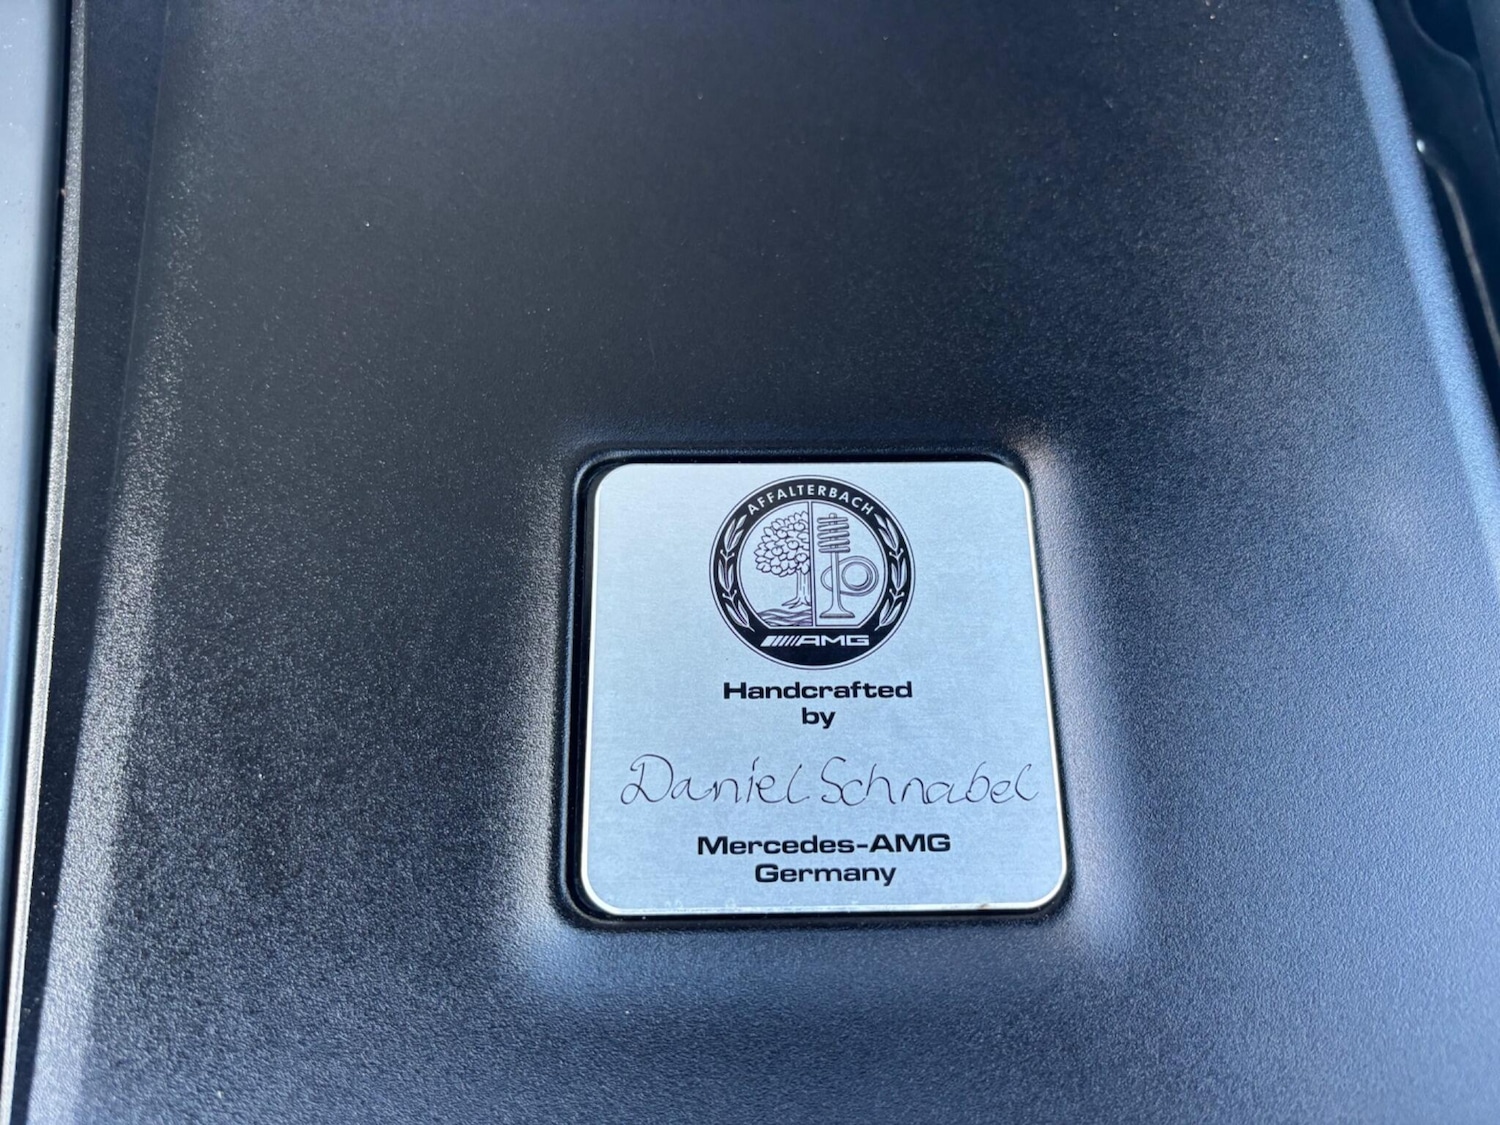 AFFALTERBACH
AMG
Handcrafted
by
Daniel Schnabel
Mercedes-AMG
Germany